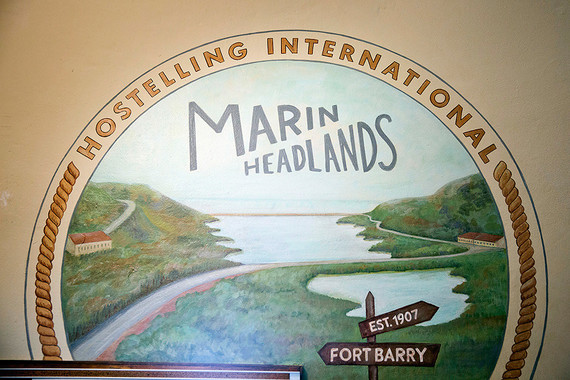 HOSTELLING INTERNATIONAL
MARIN
HEADLANDS
EST. 1907
FORT BARRY